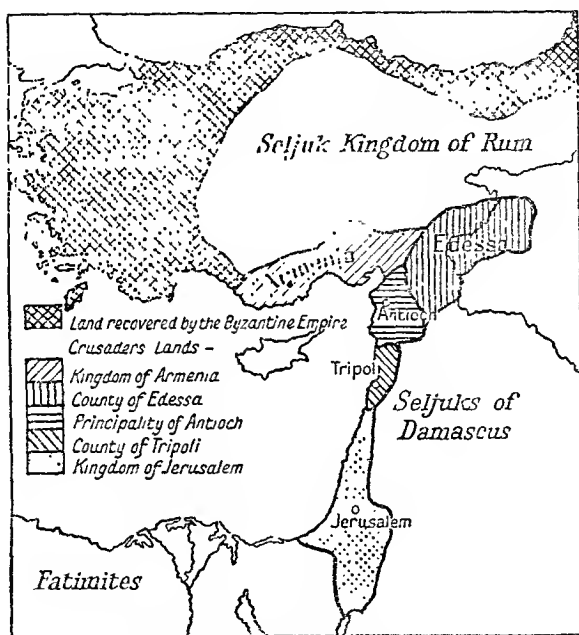 Seljuk Kingdom of Rum
Edessa
Armenia
Antioch
Land recovered by the Byzantine Empire
Crusaders Lands –
Kingdom of Armenia
County of Edessa
Principality of Antioch
County of Tripoli
Kingdom of Jerusalem
Tripoli
Seljuks of
Damascus
Jerusalem
Fatimites